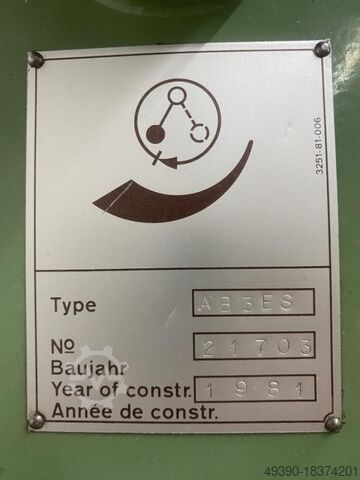 3251·81·006
Type AB3ES
No 21703
Baujahr
Year of constr. 1981
Année de constr.
49390-18374201